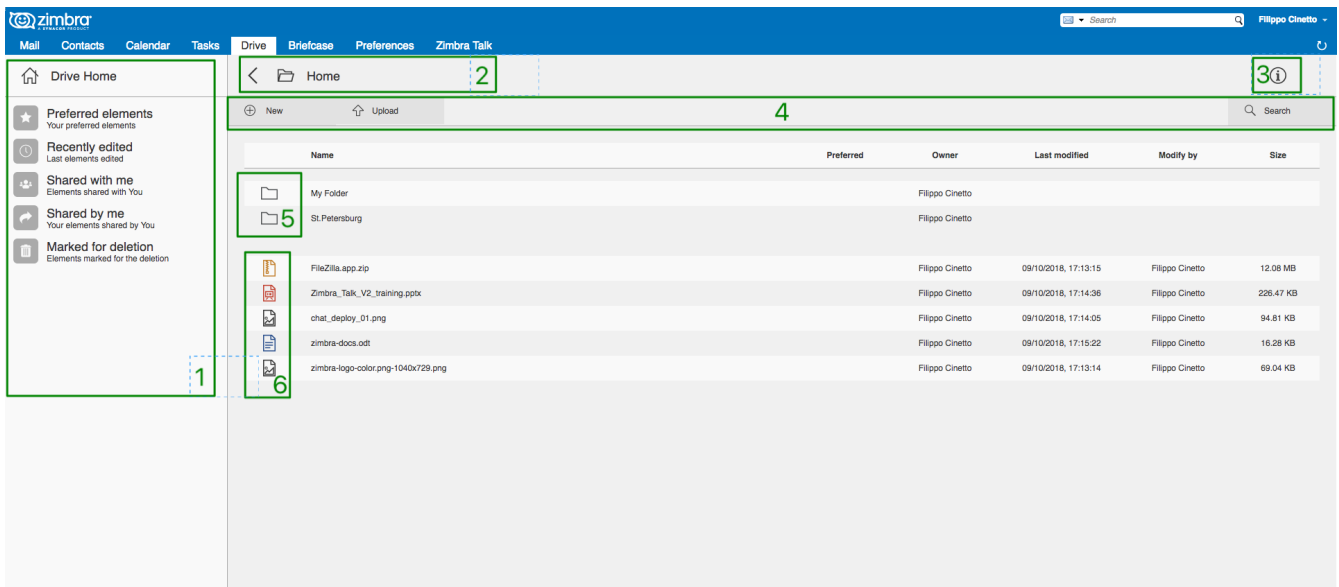 zimbra
A SYNACOR PRODUCT
Search
Filippo Cinetto
Mail Contacts Calendar Tasks Drive Briefcase Preferences Zimbra Talk
Drive Home
Home 2
3
New Upload 4 Search
Preferred elements
Your preferred elements
Recently edited
Last elements edited
Shared with me
Elements shared with You
Shared by me
Your elements shared by You
Marked for deletion
Elements marked for the deletion
1
Name Preferred Owner Last modified Modify by Size
My Folder Filippo Cinetto
5 St.Petersburg Filippo Cinetto
FileZilla.app.zip Filippo Cinetto 09/10/2018, 17:13:15 Filippo Cinetto 12.08 MB
Zimbra_Talk_V2_training.pptx Filippo Cinetto 09/10/2018, 17:14:36 Filippo Cinetto 226.47 KB
chat_deploy_01.png Filippo Cinetto 09/10/2018, 17:14:05 Filippo Cinetto 94.81 KB
zimbra-docs.odt Filippo Cinetto 09/10/2018, 17:15:22 Filippo Cinetto 16.28 KB
zimbra-logo-color.png-1040x729.png Filippo Cinetto 09/10/2018, 17:13:14 Filippo Cinetto 69.04 KB
6